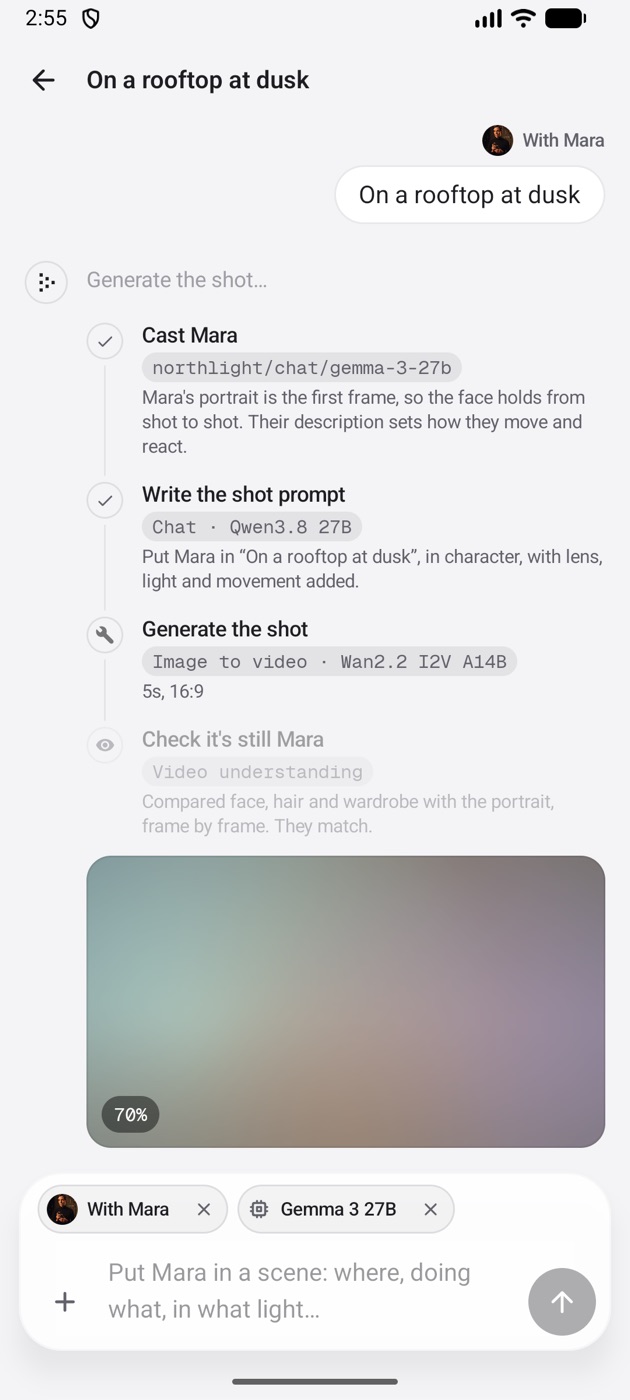 2:55
On a rooftop at dusk
With Mara
On a rooftop at dusk
Generate the shot…
Cast Mara
northlight/chat/gemma-3-27b
Mara's portrait is the first frame, so the face holds from
shot to shot. Their description sets how they move and
react.
Write the shot prompt
Chat · Qwen3.8 27B
Put Mara in “On a rooftop at dusk”, in character, with lens,
light and movement added.
Generate the shot
Image to video · Wan2.2 I2V A14B
5s, 16:9
Check it's still Mara
Video understanding
Compared face, hair and wardrobe with the portrait,
frame by frame. They match.
70%
With Mara
Gemma 3 27B
Put Mara in a scene: where, doing
what, in what light…